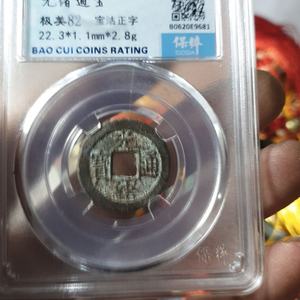 光绪通宝
极美82 宝沽正字
22.3*1.1mm*2.8g
BAO CUI COINS RATING
B0620E9681
保粹